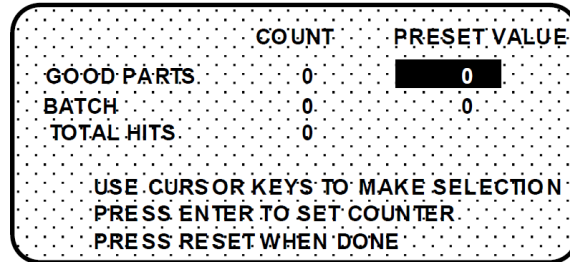 COUNT PRESET VALUE
GOOD PARTS 0 0
BATCH 0 0
TOTAL HITS 0
USE CURSOR KEYS TO MAKE SELECTION
PRESS ENTER TO SET COUNTER
PRESS RESET WHEN DONE